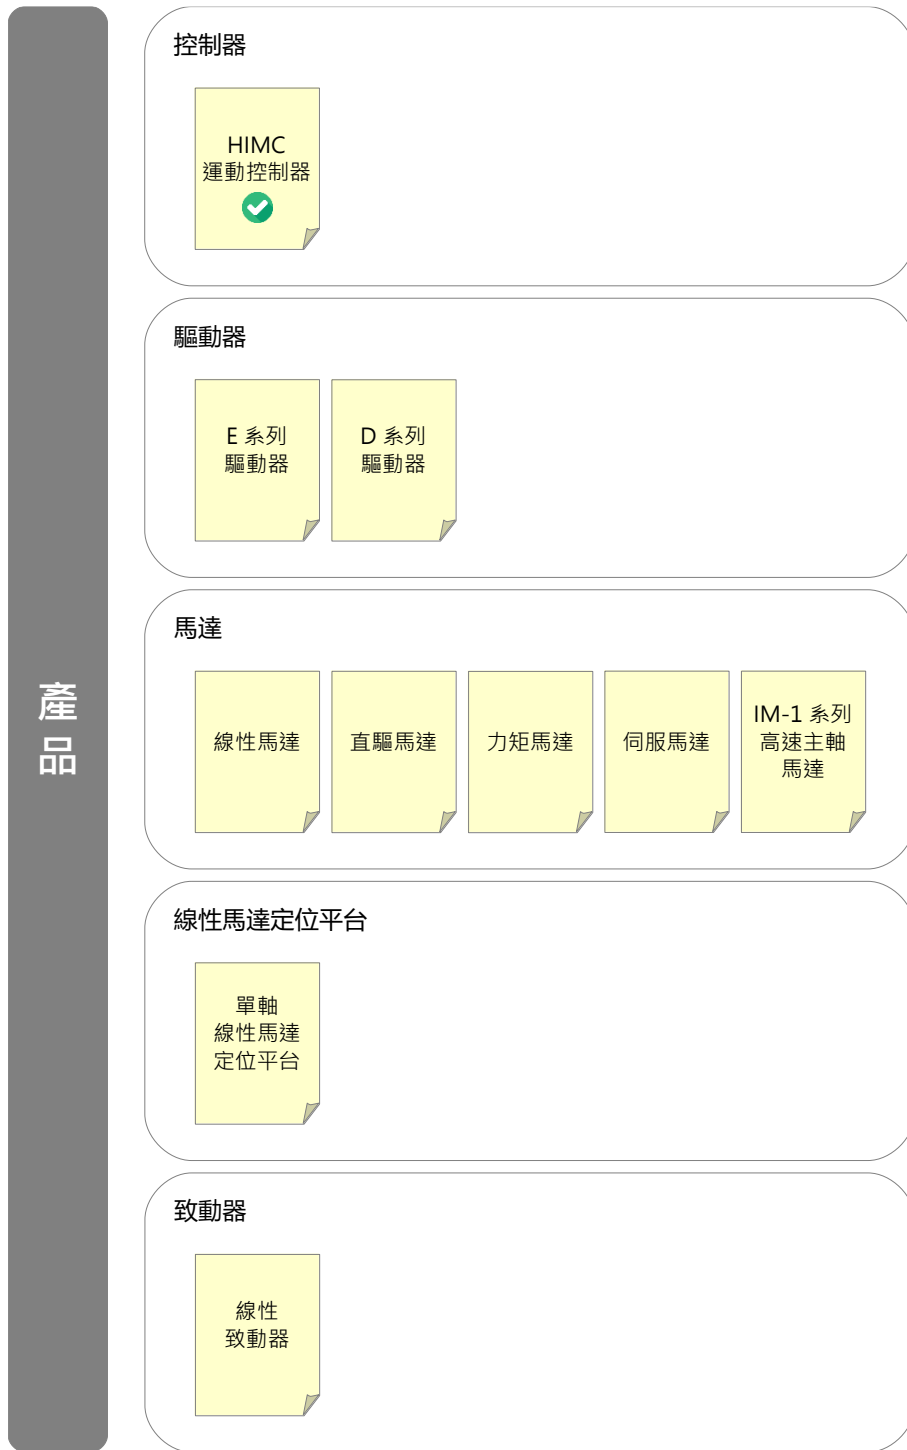 產
品
控制器
HIMC
運動控制器
驅動器
E 系列
驅動器
D 系列
驅動器
馬達
線性馬達
直驅馬達
力矩馬達
伺服馬達
IM-1 系列
高速主軸
馬達
線性馬達定位平台
單軸
線性馬達
定位平台
致動器
線性
致動器